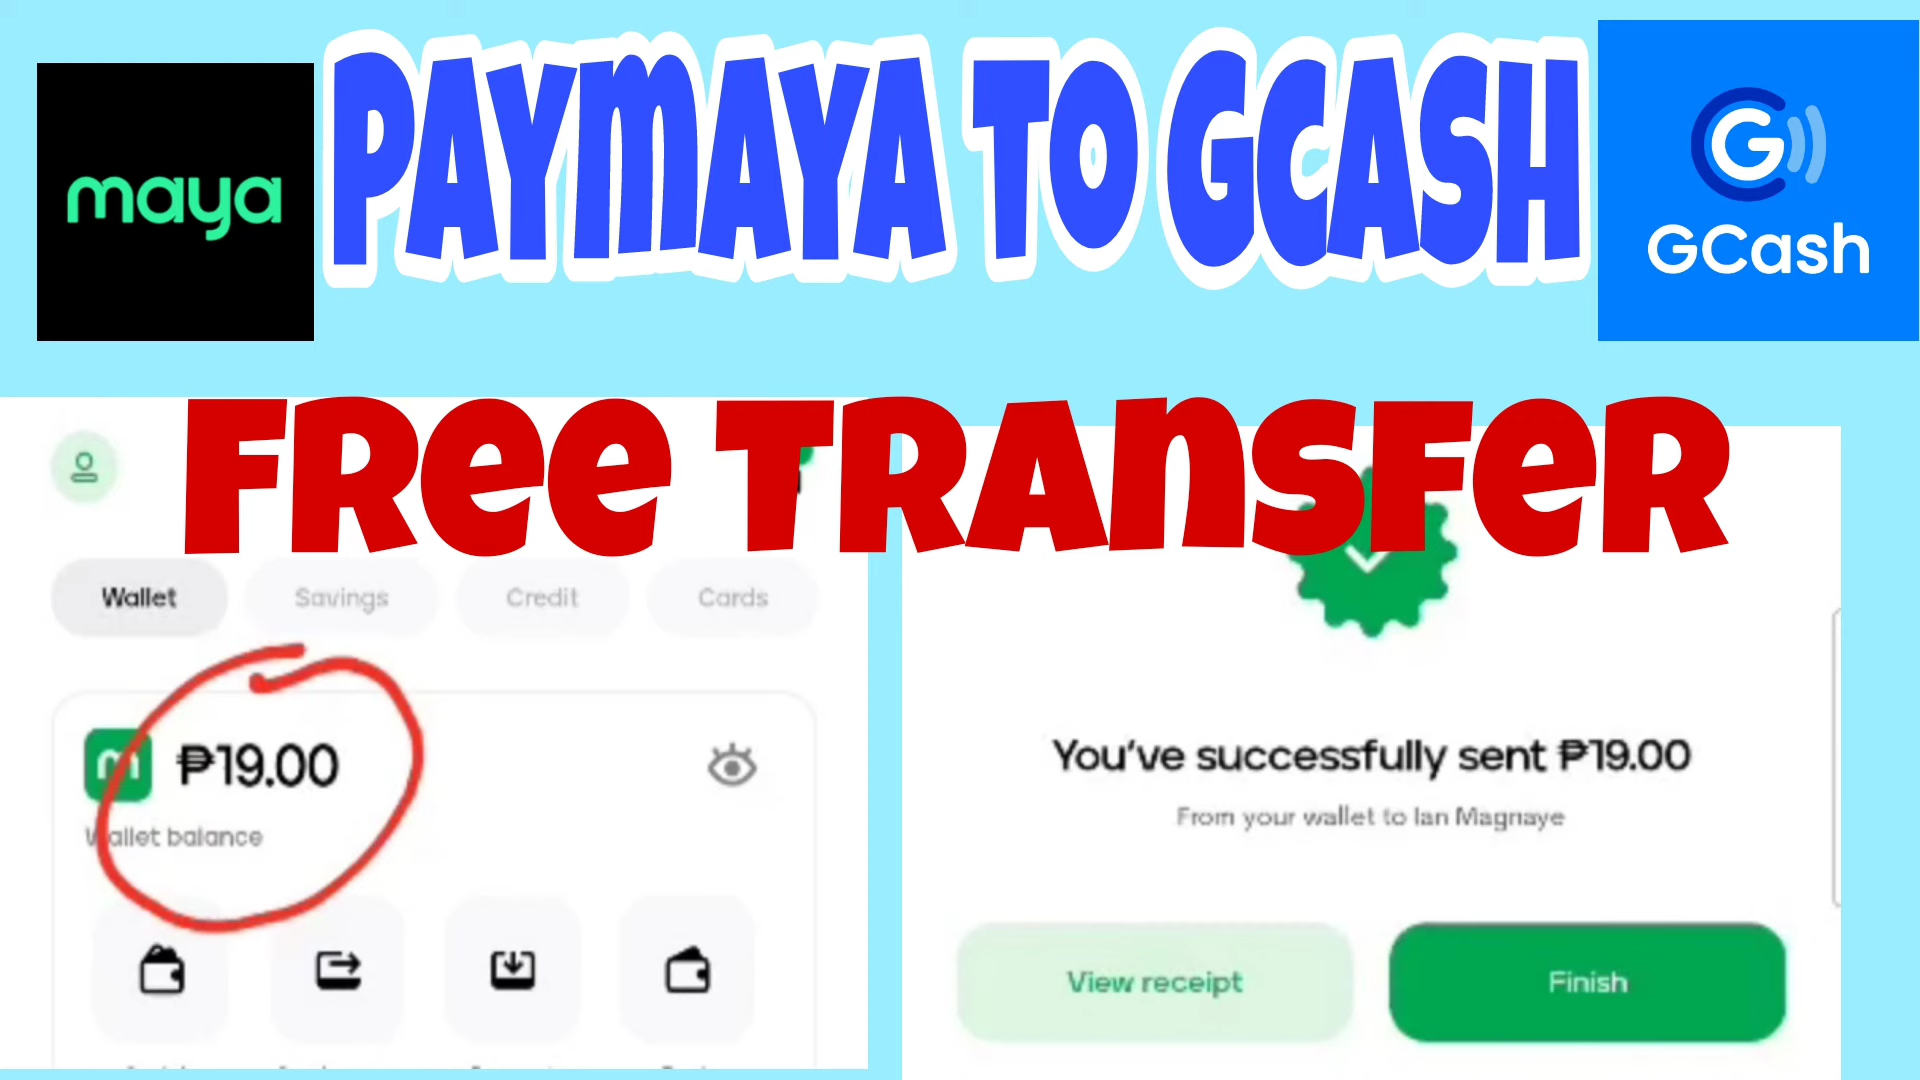 maya
PAYMAYA TO GCASH
G
GCash
FREE TRANSFER
Wallet
Savings
Credit
Cards
m
₱19.00
Wallet balance
You've successfully sent ₱19.00
From your wallet to Ian Magnaye
View receipt
Finish